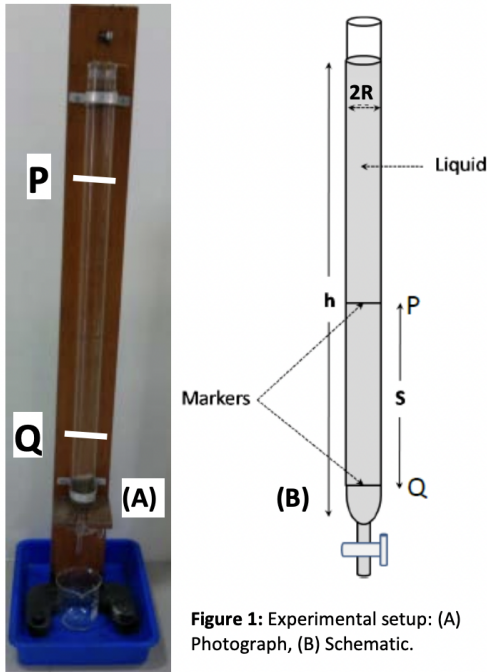 P
Q
(A)
2R
Liquid
h
P
Markers
S
Q
(B)
Figure 1: Experimental setup: (A)
Photograph, (B) Schematic.